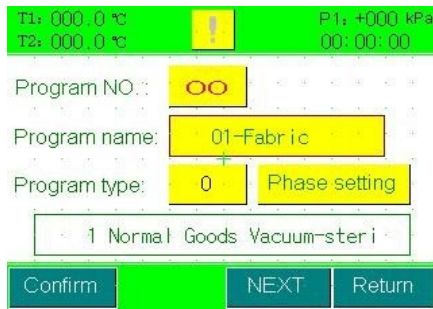 T1: 000.0 ℃
P1: +000 kPa
!
T2: 000.0 ℃
00:00:00
Program NO.: 00
Program name: 01-Fabric
Program type: 0 Phase setting
1 Normal Goods Vacuum-steri
Confirm NEXT Return